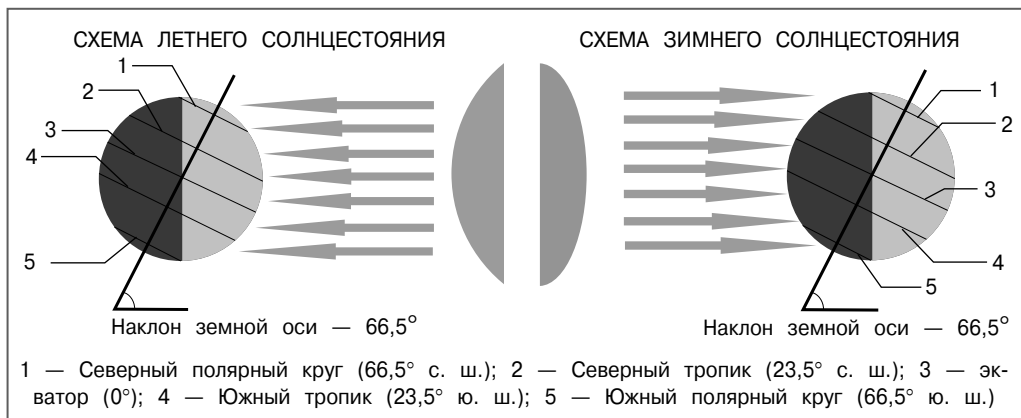 СХЕМА ЛЕТНЕГО СОЛНЦЕСТОЯНИЯ
1
2
3
4
5
Наклон земной оси — 66,5°
СХЕМА ЗИМНЕГО СОЛНЦЕСТОЯНИЯ
1
2
3
4
5
Наклон земной оси — 66,5°
1 — Северный полярный круг (66,5° с. ш.); 2 — Северный тропик (23,5° с. ш.); 3 — эк-
ватор (0°); 4 — Южный тропик (23,5° ю. ш.); 5 — Южный полярный круг (66,5° ю. ш.)